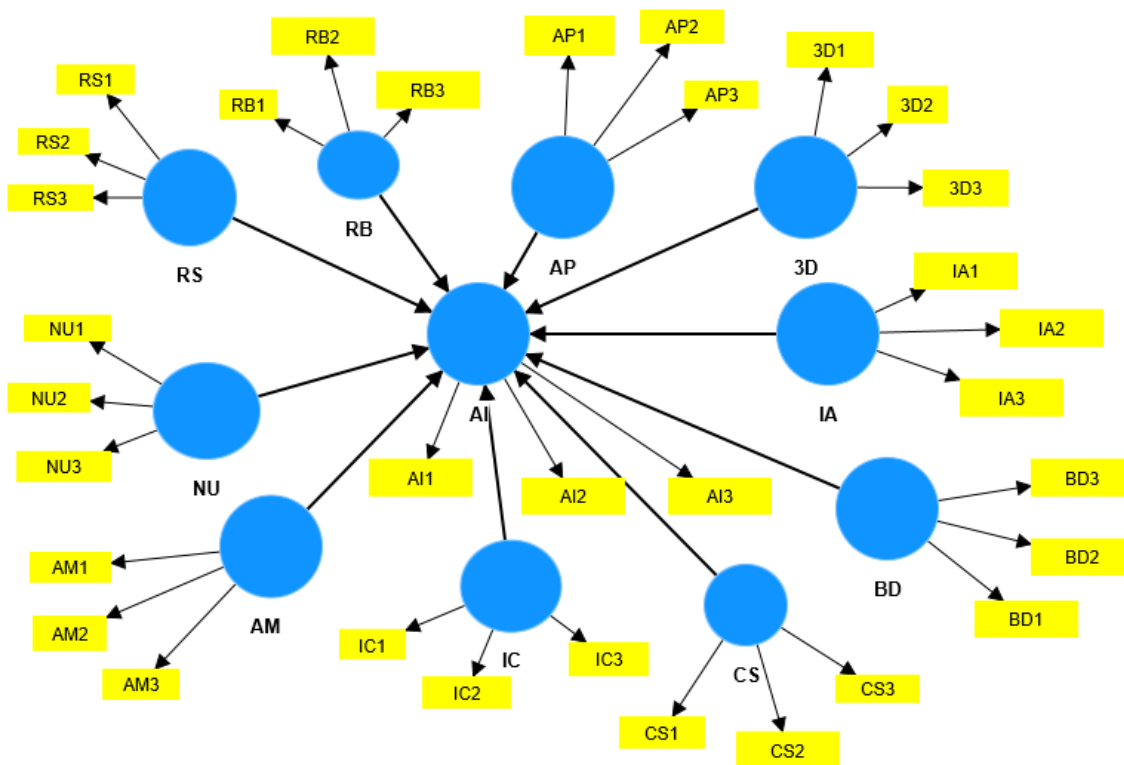 RB2
AP1
AP2
3D1
RS1
RB1
RB3
AP3
3D2
RS2
RS3
3D3
RB
AP
3D
RS
IA1
NU1
IA2
NU2
AI
IA
IA3
NU3
NU
AI1
AI2
AI3
BD3
BD2
BD
AM1
AM
AM2
AM3
IC1
IC
IC3
IC2
BD1
CS
CS3
CS1
CS2